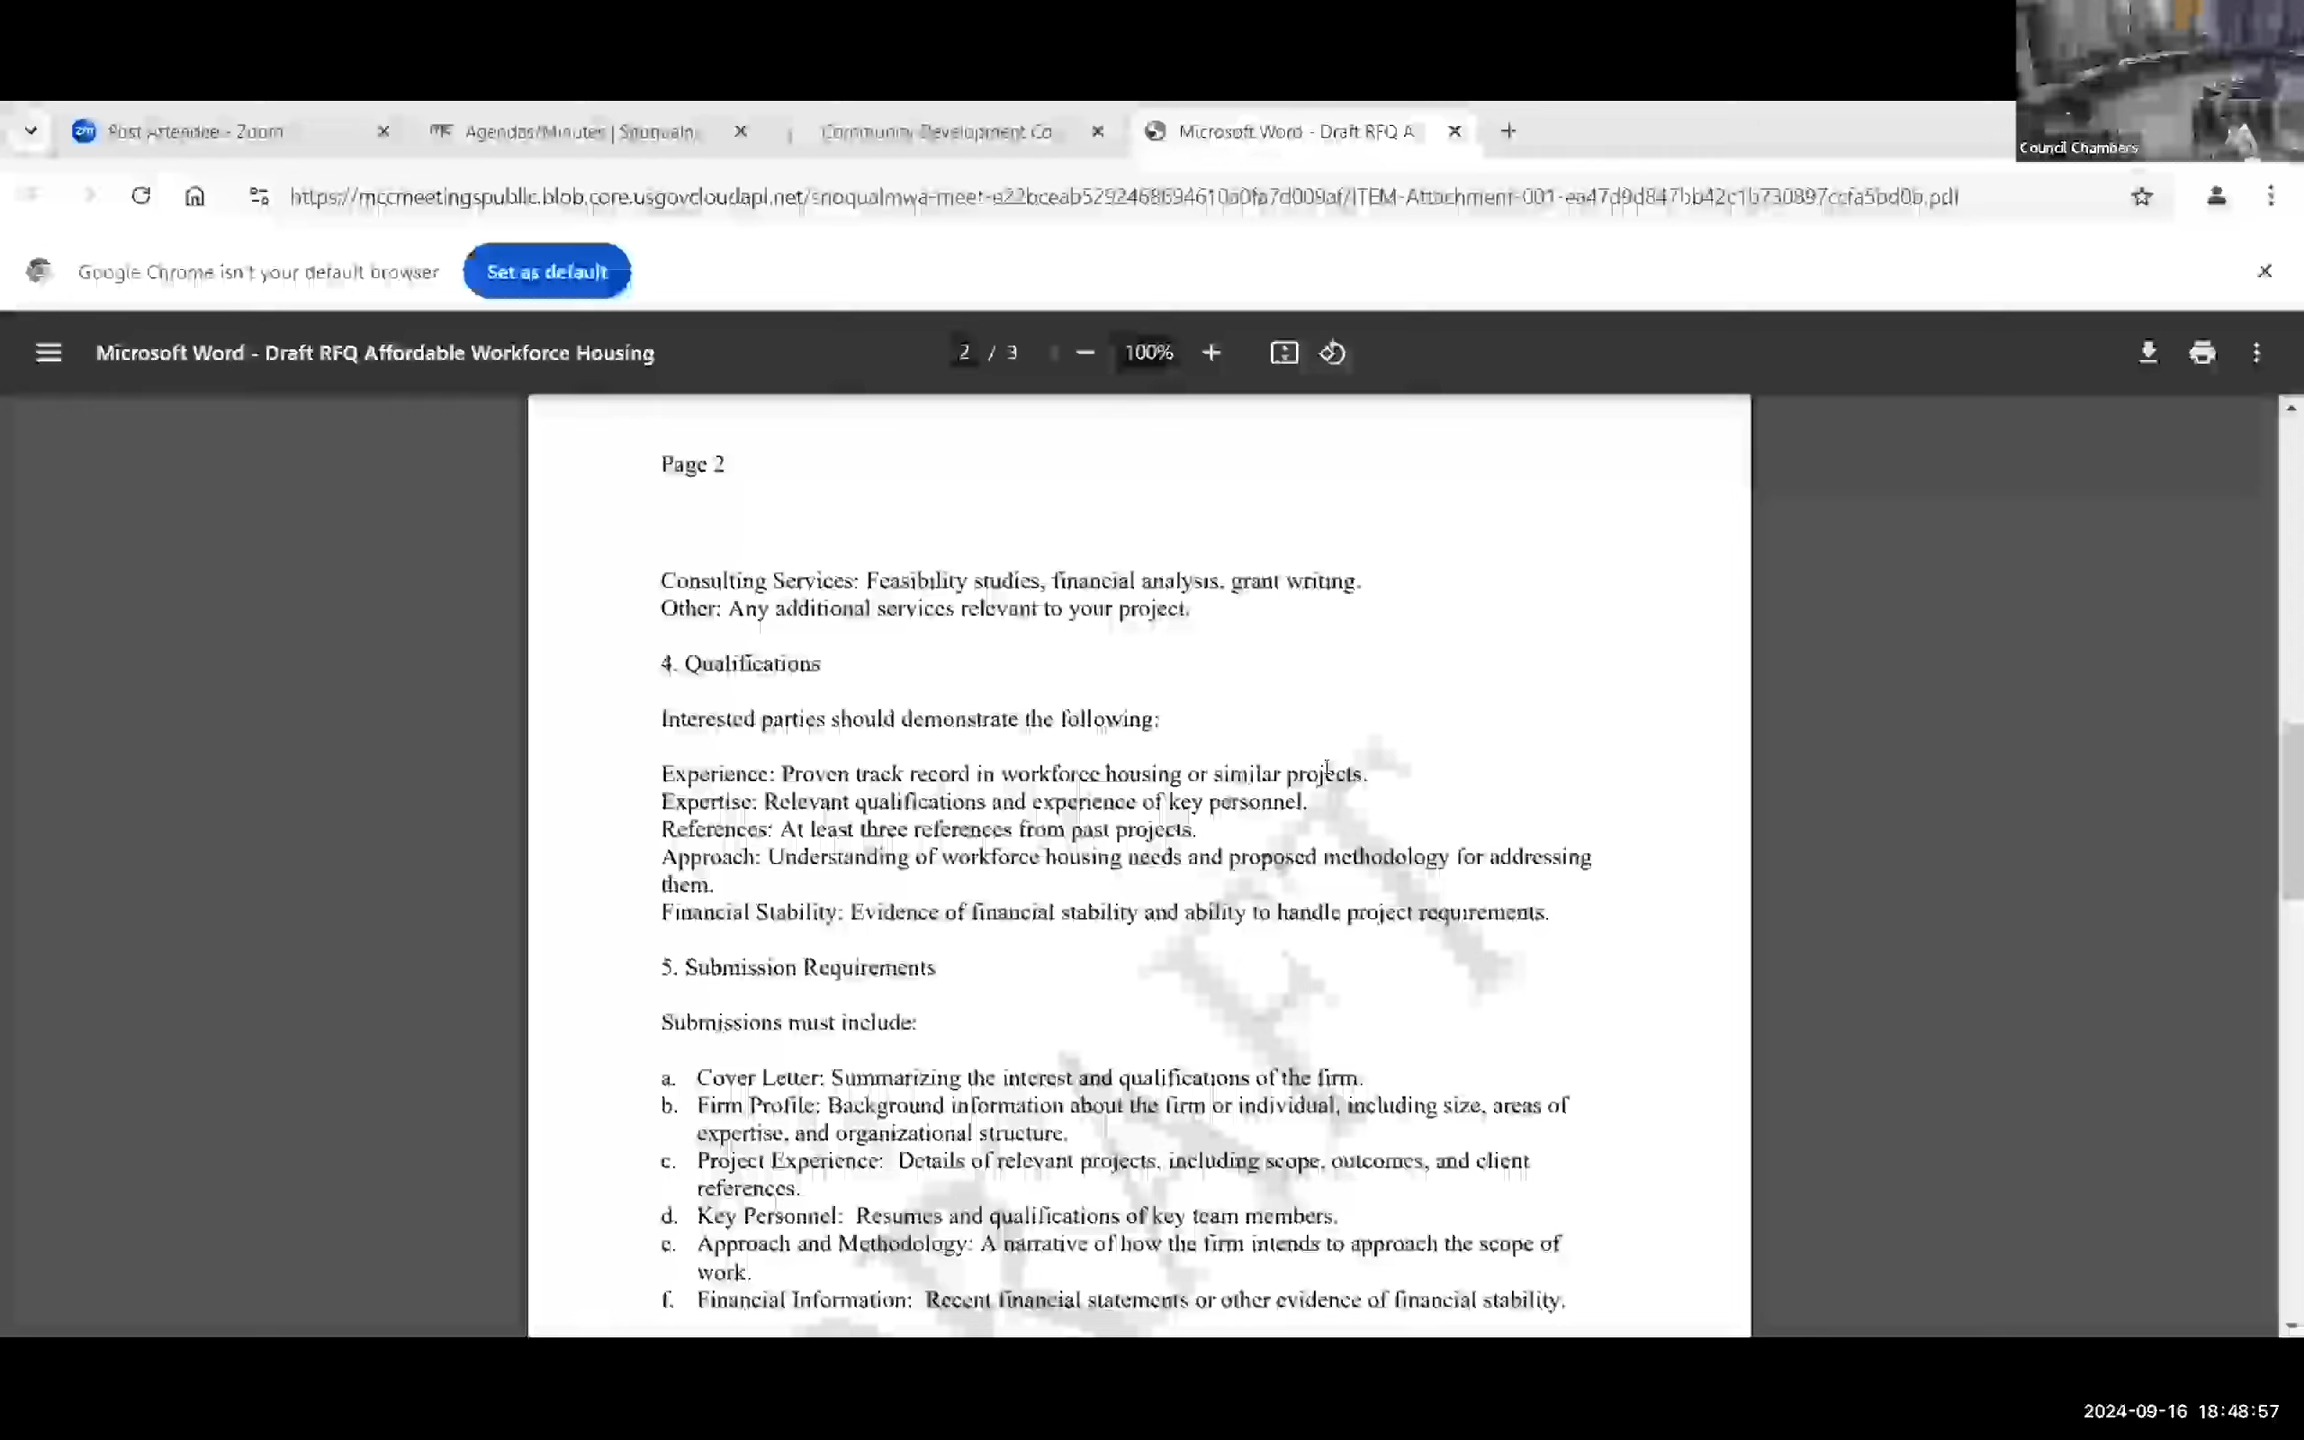 Council Chambers
Post Attendee - Zoom
Agendas/Minutes | Snoqualm
Community Development Co
Microsoft Word - Draft RFQ A
Google Chrome isn't your default browser
Set as default
Microsoft Word - Draft RFQ Affordable Workforce Housing
2 / 3
100%
Page 2
Consulting Services: Feasibility studies, financial analysis, grant writing.
Other: Any additional services relevant to your project.
4. Qualifications
Interested parties should demonstrate the following:
Experience: Proven track record in workforce housing or similar projects.
Expertise: Relevant qualifications and experience of key personnel.
References: At least three references from past projects.
Approach: Understanding of workforce housing needs and proposed methodology for addressing
them.
Financial Stability: Evidence of financial stability and ability to handle project requirements.
5. Submission Requirements
Submissions must include:
a. Cover Letter: Summarizing the interest and qualifications of the firm.
b. Firm Profile: Background information about the firm or individual, including size, areas of
expertise, and organizational structure.
c. Project Experience: Details of relevant projects, including scope, outcomes, and client
references.
d. Key Personnel: Resumes and qualifications of key team members.
e. Approach and Methodology: A narrative of how the firm intends to approach the scope of
work.
f. Financial Information: Recent financial statements or other evidence of financial stability.
DRAFT
2024-09-16 18:48:57